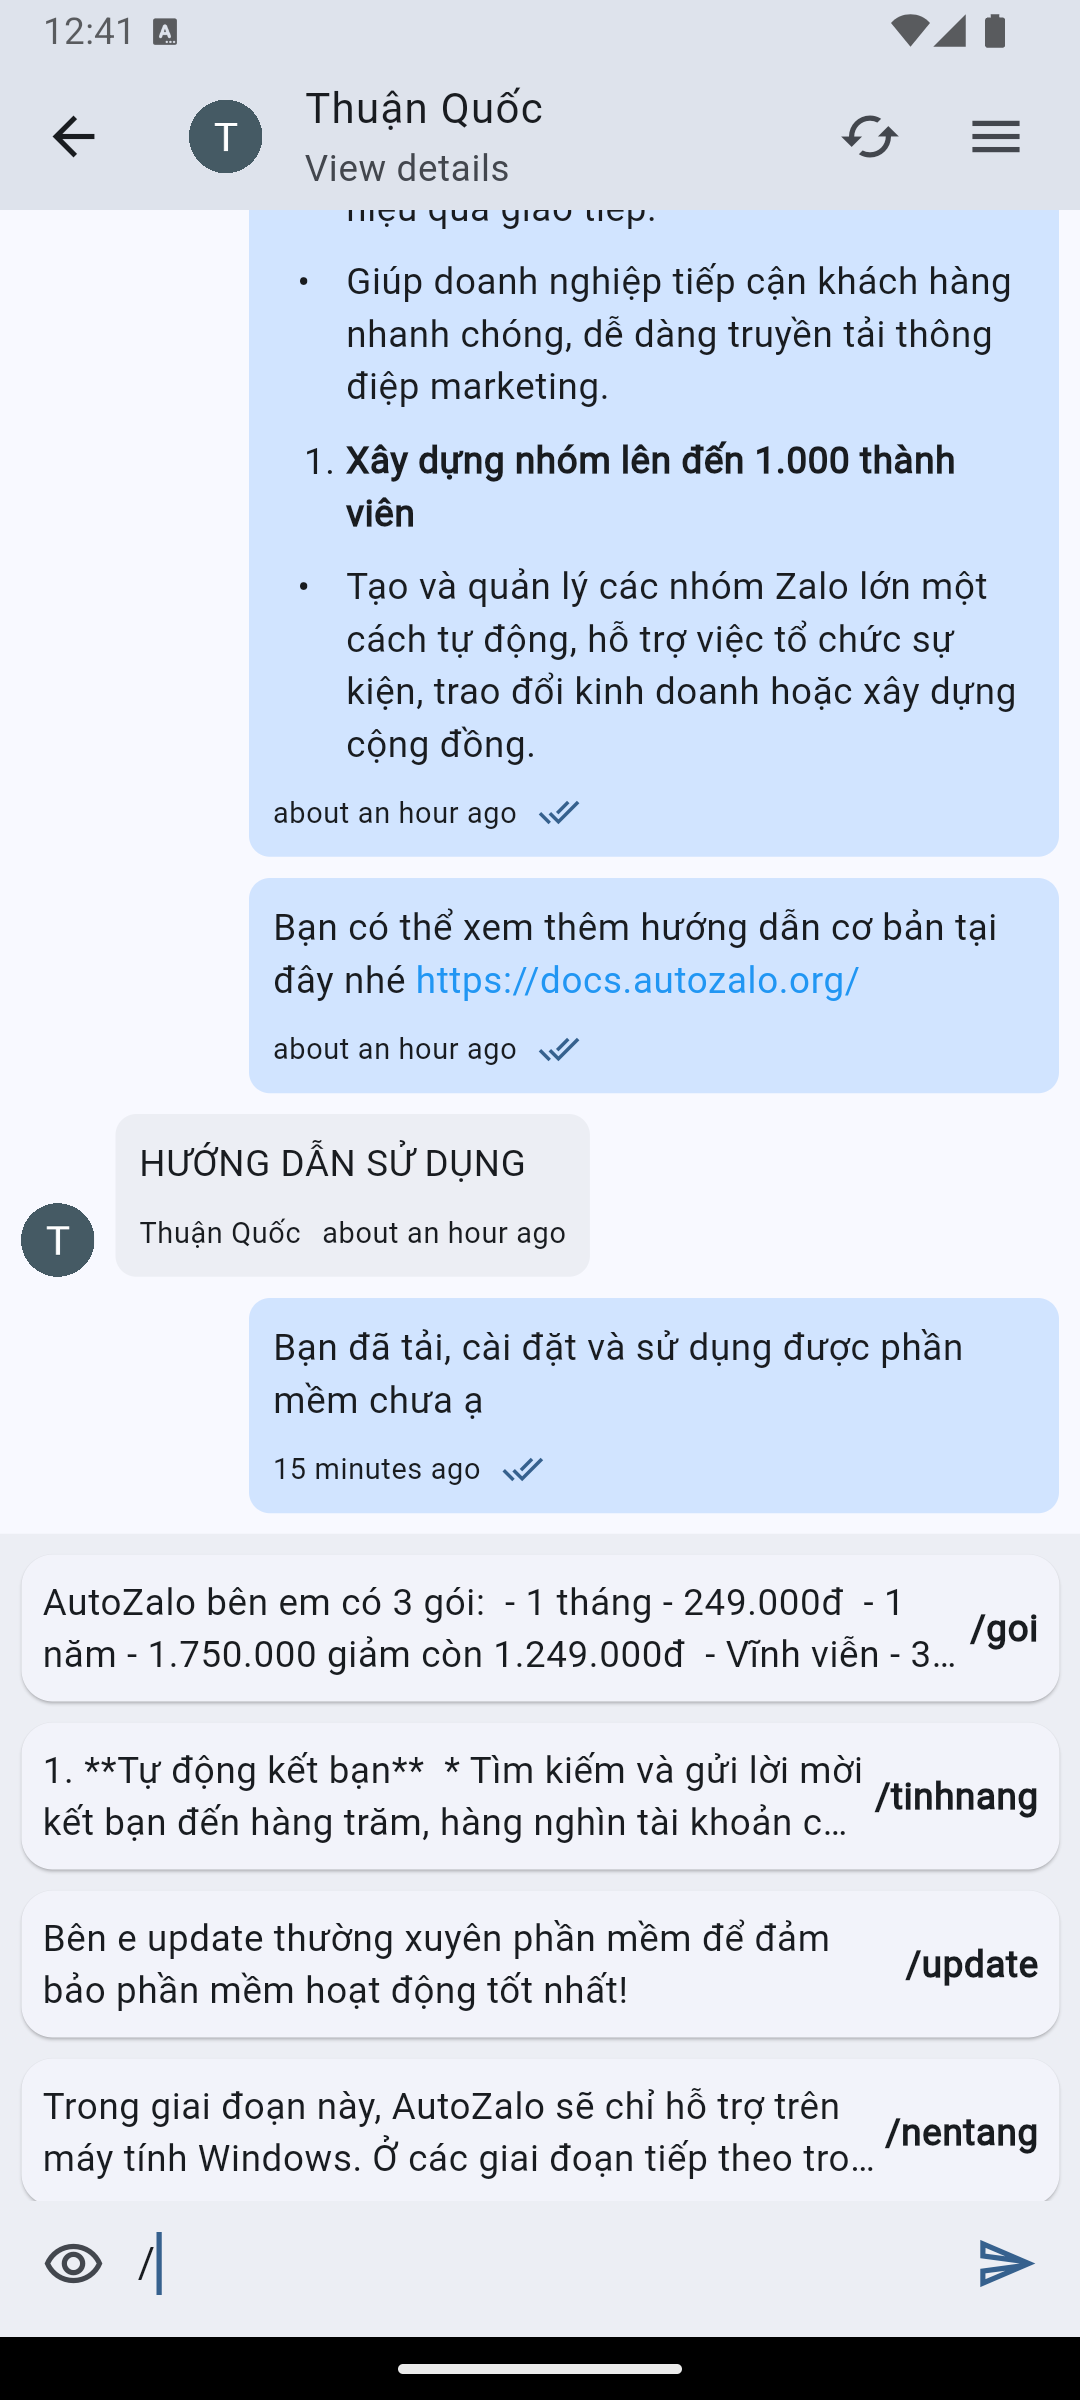 12:41
Thuận Quốc
View details
hiệu quả giao tiếp.
• Giúp doanh nghiệp tiếp cận khách hàng
nhanh chóng, dễ dàng truyền tải thông
điệp marketing.
1. Xây dựng nhóm lên đến 1.000 thành
viên
• Tạo và quản lý các nhóm Zalo lớn một
cách tự động, hỗ trợ việc tổ chức sự
kiện, trao đổi kinh doanh hoặc xây dựng
cộng đồng.
about an hour ago
Bạn có thể xem thêm hướng dẫn cơ bản tại
đây nhé https://docs.autozalo.org/
about an hour ago
HƯỚNG DẪN SỬ DỤNG
T
Thuận Quốc about an hour ago
Bạn đã tải, cài đặt và sử dụng được phần
mềm chưa ạ
15 minutes ago
AutoZalo bên em có 3 gói:  - 1 tháng - 249.000đ  - 1
năm - 1.750.000 giảm còn 1.249.000đ  - Vĩnh viễn - 3…
/goi
1. **Tự động kết bạn**  * Tìm kiếm và gửi lời mời
kết bạn đến hàng trăm, hàng nghìn tài khoản c…
/tinhnang
Bên e update thường xuyên phần mềm để đảm
bảo phần mềm hoạt động tốt nhất!
/update
Trong giai đoạn này, AutoZalo sẽ chỉ hỗ trợ trên
máy tính Windows. Ở các giai đoạn tiếp theo tro…
/nentang
/